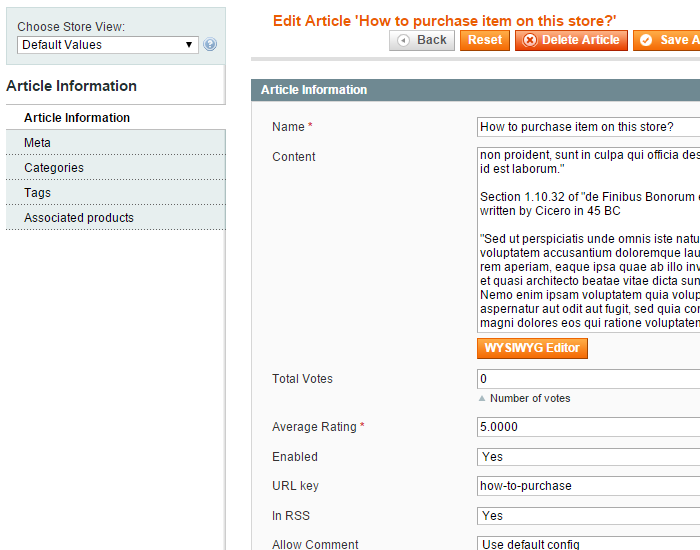 Choose Store View:
Default Values
Article Information
Article Information
Meta
Categories
Tags
Associated products
Edit Article 'How to purchase item on this store?'
Back Reset Delete Article Save A
Article Information
Name * How to purchase item on this store?
Content
non proident, sunt in culpa qui officia des
id est laborum."
Section 1.10.32 of "de Finibus Bonorum
written by Cicero in 45 BC
"Sed ut perspiciatis unde omnis iste natu
voluptatem accusantium doloremque lau
rem aperiam, eaque ipsa quae ab illo inv
et quasi architecto beatae vitae dicta sun
Nemo enim ipsam voluptatem quia volup
aspernatur aut odit aut fugit, sed quia con
magni dolores eos qui ratione voluptatem
WYSIWYG Editor
Total Votes 0
Number of votes
Average Rating * 5.0000
Enabled Yes
URL key how-to-purchase
In RSS Yes
Allow Comment Use default config